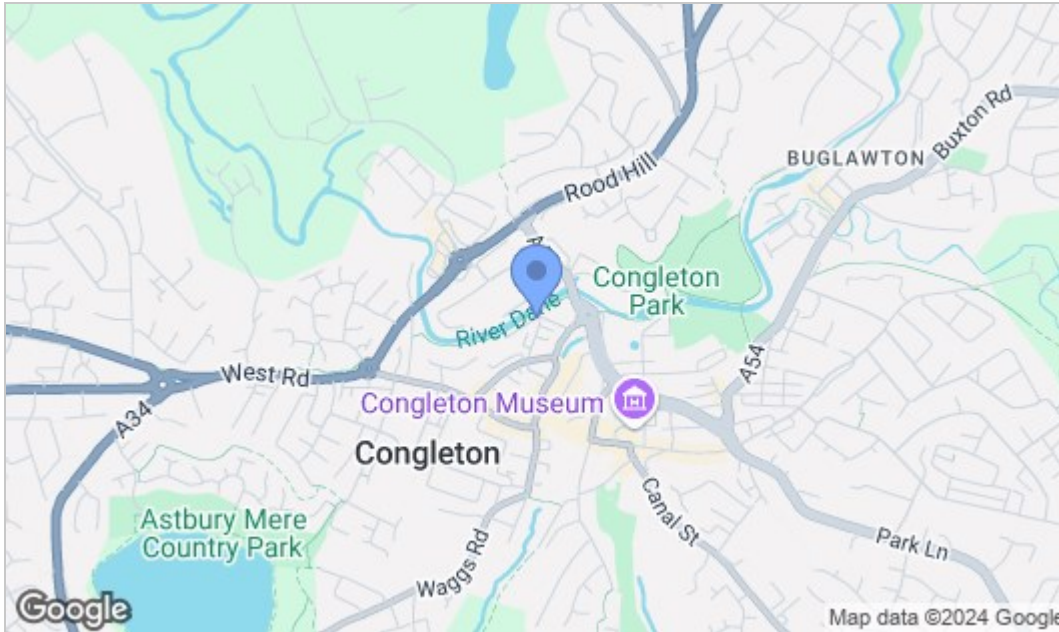 Rood Hill
Buxton Rd
BUGLAWTON
Congleton
Park
River Dane
A54
West Rd
A34
Congleton Museum
Congleton
Canal St
Astbury Mere
Country Park
Waggs Rd
Park Ln
Google
Map data ©2024 Google